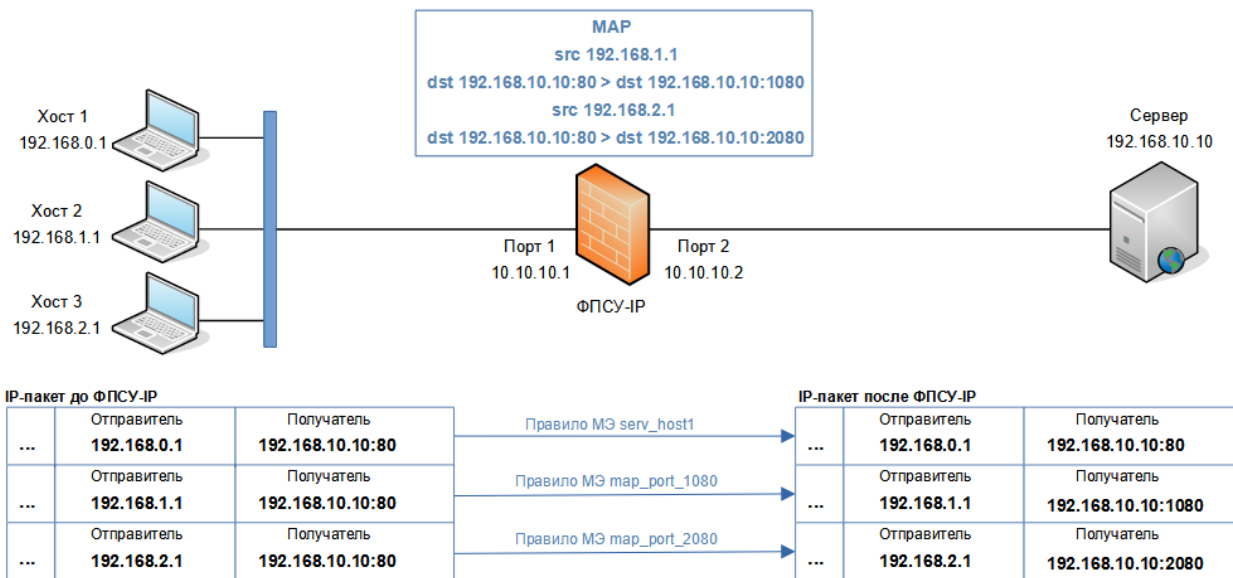 MAP
src 192.168.1.1
dst 192.168.10.10:80 > dst 192.168.10.10:1080
src 192.168.2.1
dst 192.168.10.10:80 > dst 192.168.10.10:2080
Хост 1
192.168.0.1
Хост 2
192.168.1.1
Хост 3
192.168.2.1
Порт 1
10.10.10.1
Порт 2
10.10.10.2
ФПСУ-IP
Сервер
192.168.10.10
IP-пакет до ФПСУ-IP
... Отправитель Получатель
192.168.0.1 192.168.10.10:80
... Отправитель Получатель
192.168.1.1 192.168.10.10:80
... Отправитель Получатель
192.168.2.1 192.168.10.10:80
Правило МЭ serv_host1
Правило МЭ map_port_1080
Правило МЭ map_port_2080
IP-пакет после ФПСУ-IP
... Отправитель Получатель
192.168.0.1 192.168.10.10:80
... Отправитель Получатель
192.168.1.1 192.168.10.10:1080
... Отправитель Получатель
192.168.2.1 192.168.10.10:2080